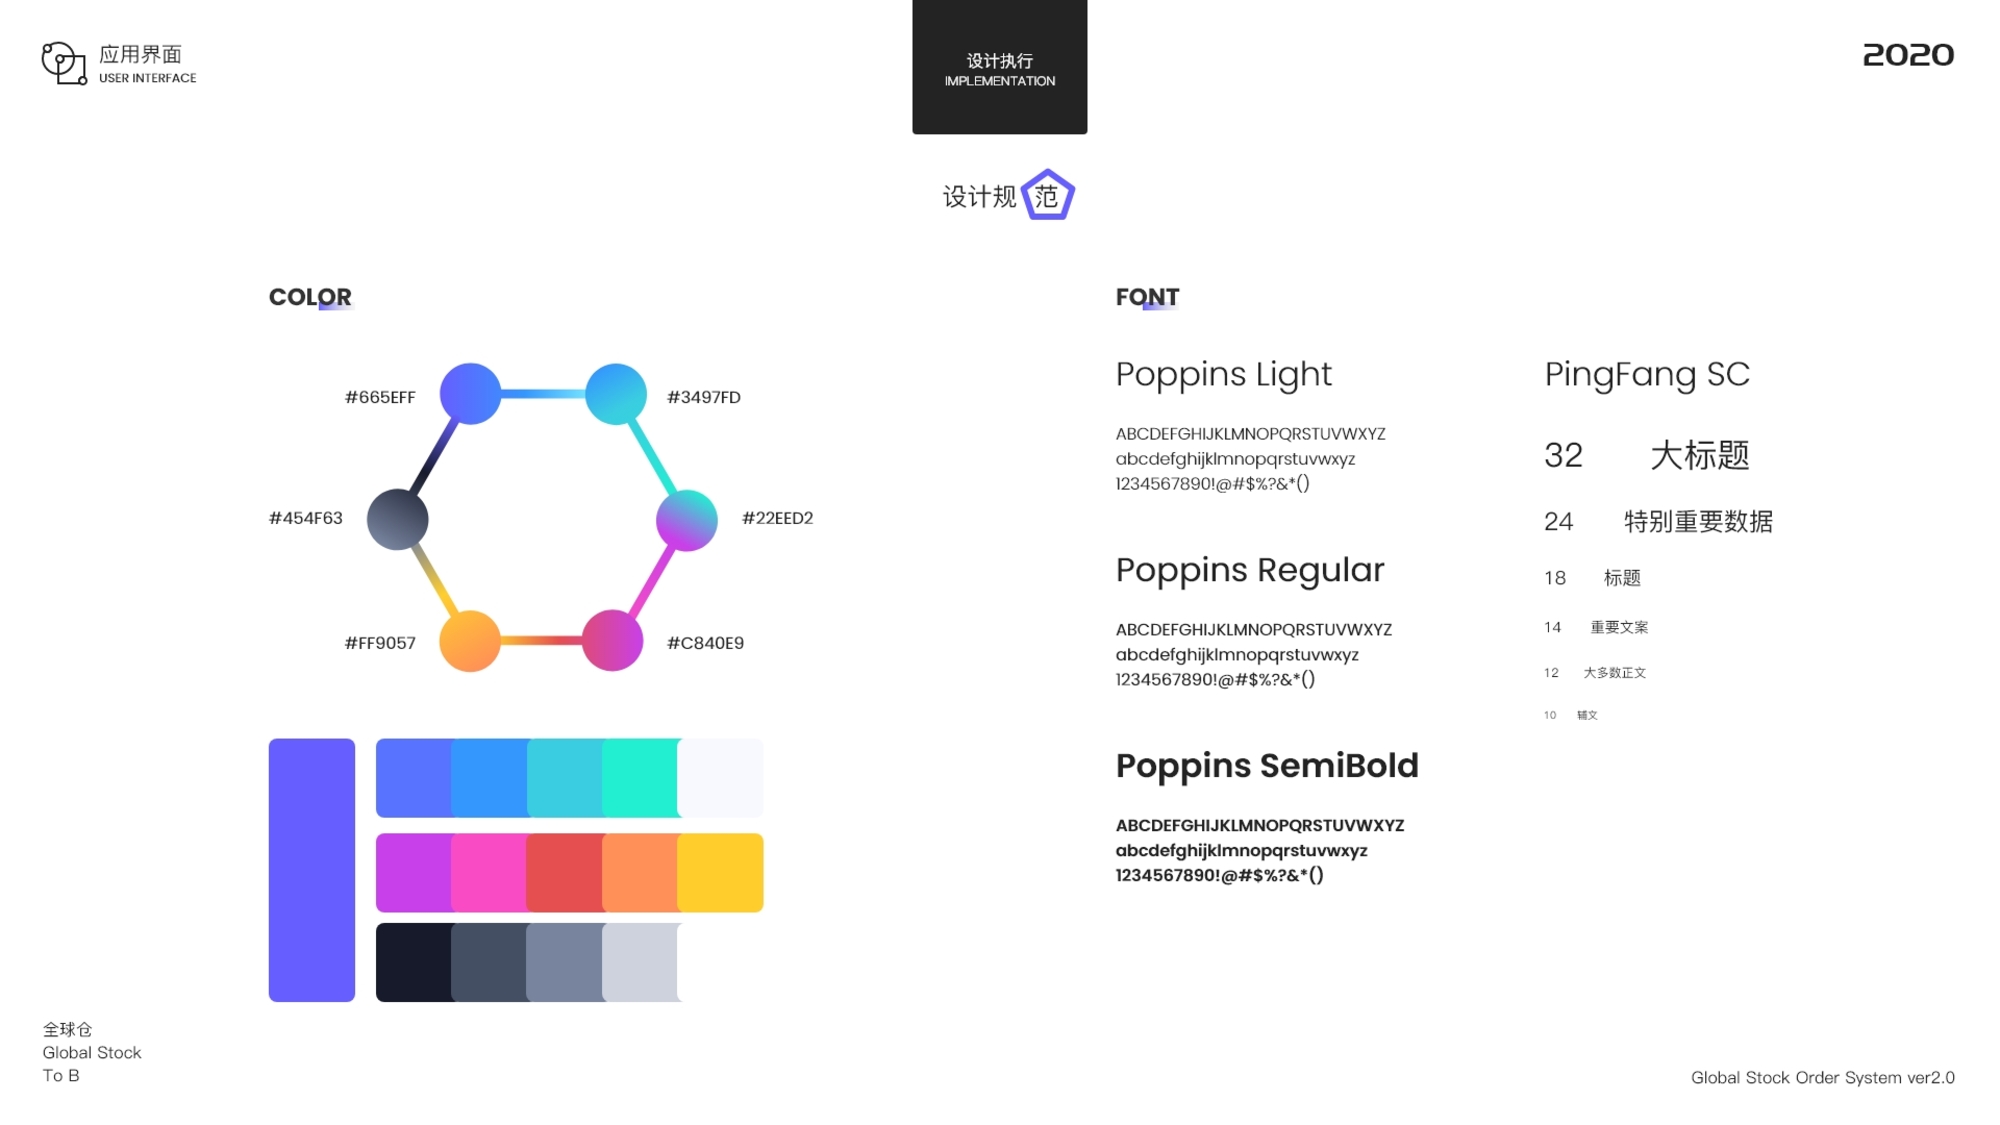 应用界面
USER INTERFACE
设计执行
IMPLEMENTATION
2020
设计规范
COLOR
#665EFF
#3497FD
#454F63
#22EED2
#FF9057
#C840E9
FONT
Poppins Light
ABCDEFGHIJKLMNOPQRSTUVWXYZ
abcdefghijklmnopqrstuvwxyz
1234567890!@#$%?&*()
Poppins Regular
ABCDEFGHIJKLMNOPQRSTUVWXYZ
abcdefghijklmnopqrstuvwxyz
1234567890!@#$%?&*()
Poppins SemiBold
ABCDEFGHIJKLMNOPQRSTUVWXYZ
abcdefghijklmnopqrstuvwxyz
1234567890!@#$%?&*()
PingFang SC
32 大标题
24 特别重要数据
18 标题
14 重要文案
12 大多数正文
10 辅文
全球仓
Global Stock
To B
Global Stock Order System ver2.0